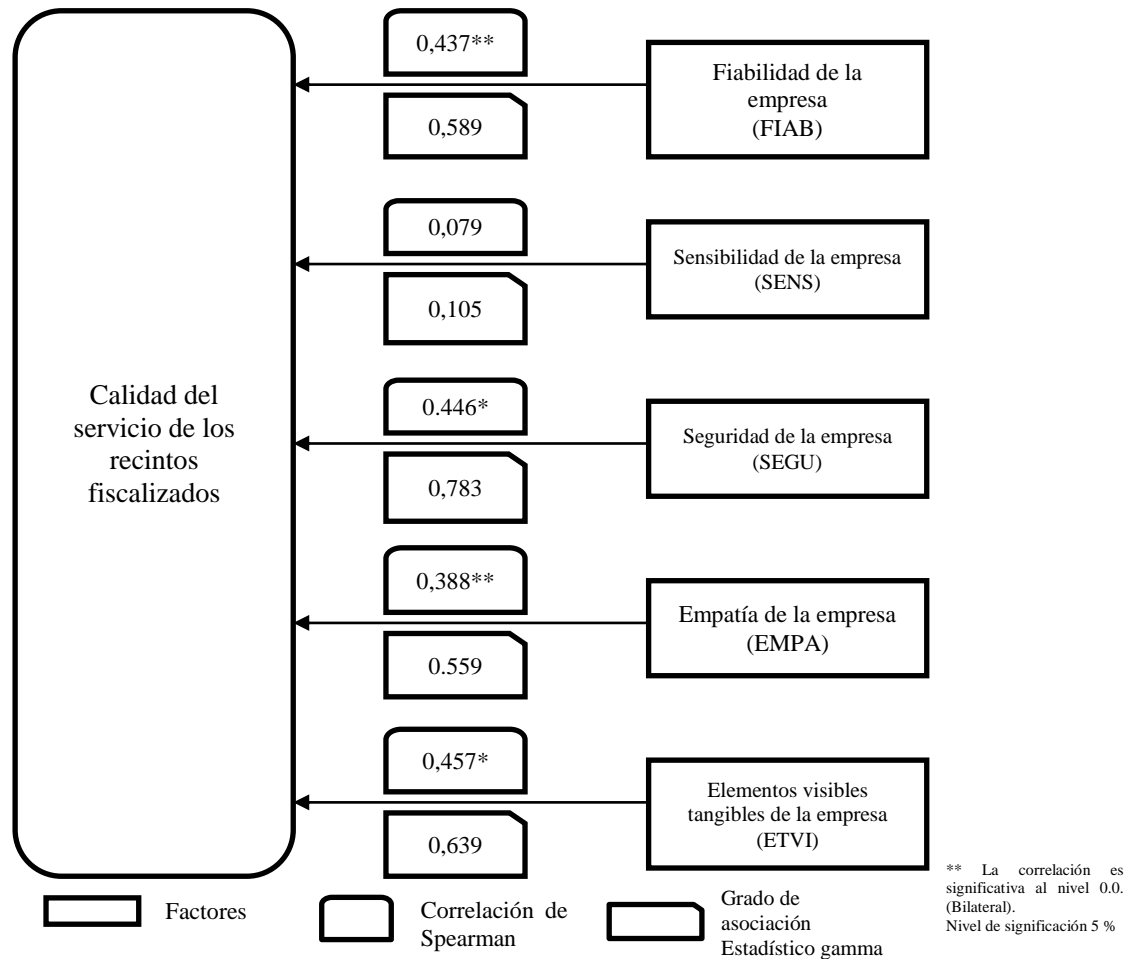 Calidad del
servicio de los
recintos
fiscalizados
0,437**
0,589
Fiabilidad de la
empresa
(FIAB)
0,079
0,105
Sensibilidad de la empresa
(SENS)
0.446*
0,783
Seguridad de la empresa
(SEGU)
0,388**
0.559
Empatía de la empresa
(EMPA)
0,457*
0,639
Elementos visibles
tangibles de la empresa
(ETVI)
Factores
Correlación de
Spearman
Grado de
asociación
Estadístico gamma
** La correlación es
significativa al nivel 0.0.
(Bilateral).
Nivel de significación 5 %